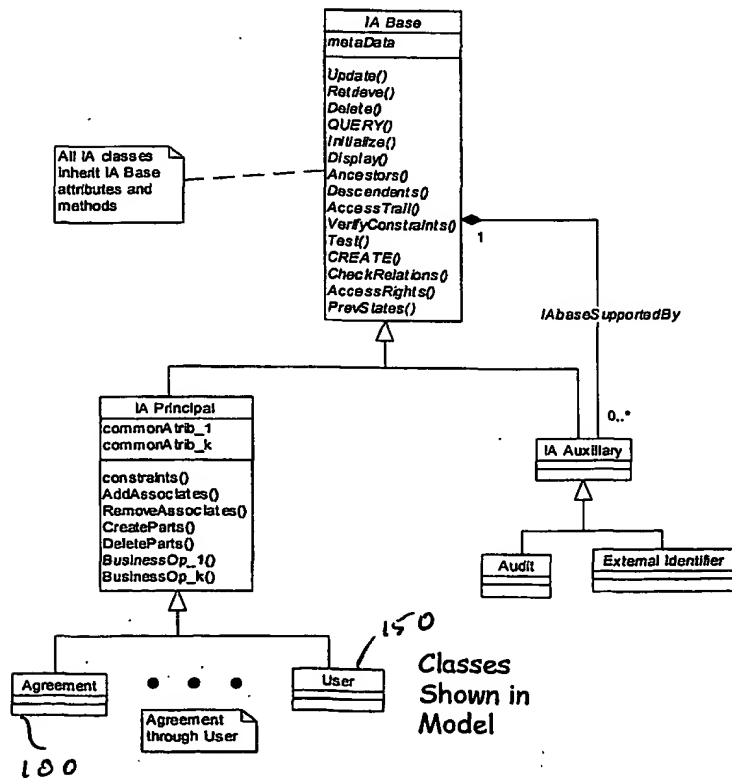 IA Base
metaData
Update()
Retrieve()
Delete()
QUERY()
Initialize()
Display()
Ancestors()
Descendents()
AccessTrail()
VerifyConstraints()
Test()
CREATE()
CheckRelations()
AccessRights()
PrevStates()
All IA classes
Inherit IA Base
attributes and
methods
1
IAbaseSupportedBy
0..*
IA Principal
commonAtrib_1
commonAtrib_k
constraints()
AddAssociates()
RemoveAssociates()
CreateParts()
DeleteParts()
BusinessOp_1()
BusinessOp_k()
IA Auxiliary
Audit
External Identifier
150
Agreement
User
Classes
Shown in
Model
Agreement
through User
100